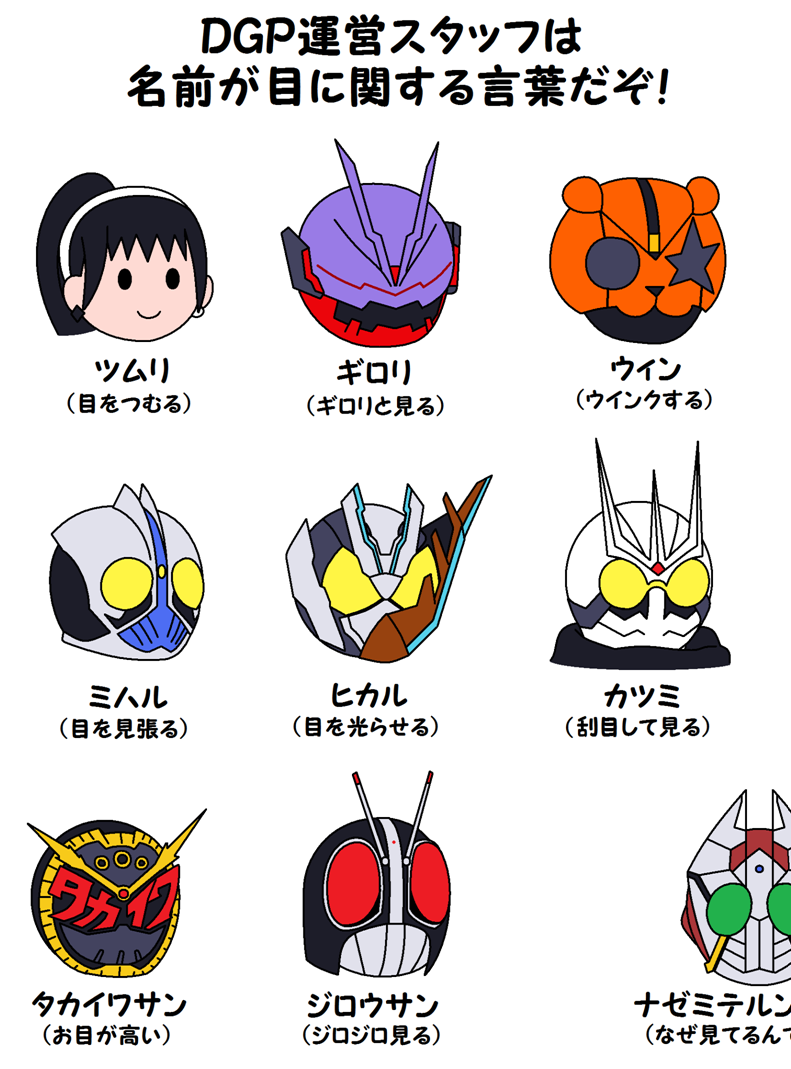 DGP運営スタッフは
名前が目に関する言葉だぞ！
ツムリ
（目をつむる）
ギロリ
（ギロリと見る）
ウイン
（ウインクする）
ミハル
（目を見張る）
ヒカル
（目を光らせる）
カツミ
（刮目して見る）
タカイワ
タカイワサン
（お目が高い）
ジロウサン
（ジロジロ見る）
ナゼミテルン
（なぜ見てるんで